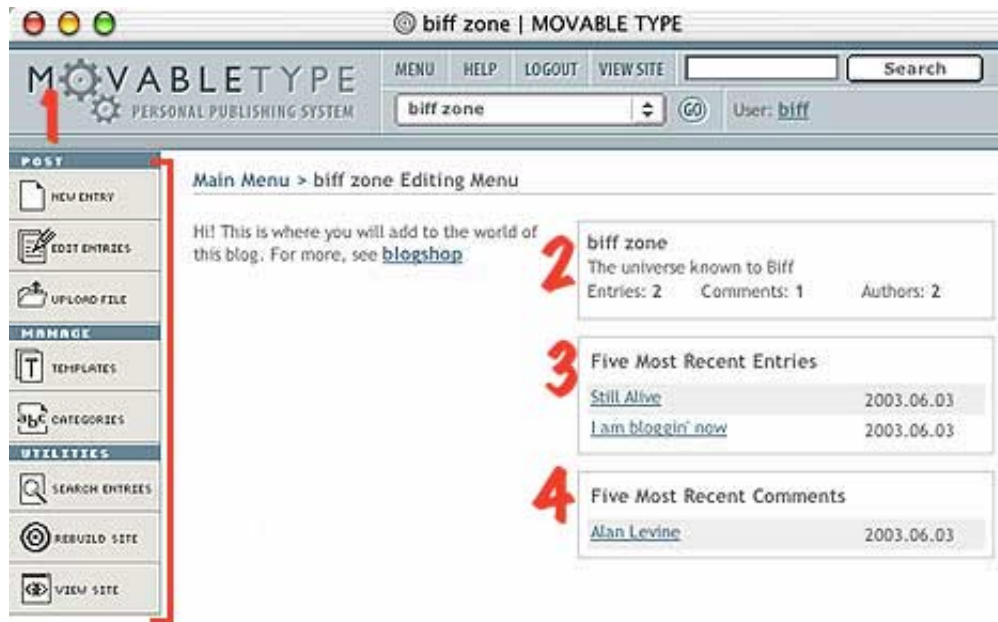 biff zone | MOVABLE TYPE
MOVABLETYPE
PERSONAL PUBLISHING SYSTEM
MENU HELP LOGOUT VIEW SITE Search
biff zone GO User: biff
1
POST
NEW ENTRY
EDIT ENTRIES
UPLOAD FILE
MANAGE
TEMPLATES
CATEGORIES
UTILITIES
SEARCH ENTRIES
REBUILD SITE
VIEW SITE
Main Menu > biff zone Editing Menu
Hi! This is where you will add to the world of
this blog. For more, see blogshop
2
biff zone
The universe known to Biff
Entries: 2 Comments: 1 Authors: 2
3
Five Most Recent Entries
Still Alive 2003.06.03
I am bloggin' now 2003.06.03
4
Five Most Recent Comments
Alan Levine 2003.06.03